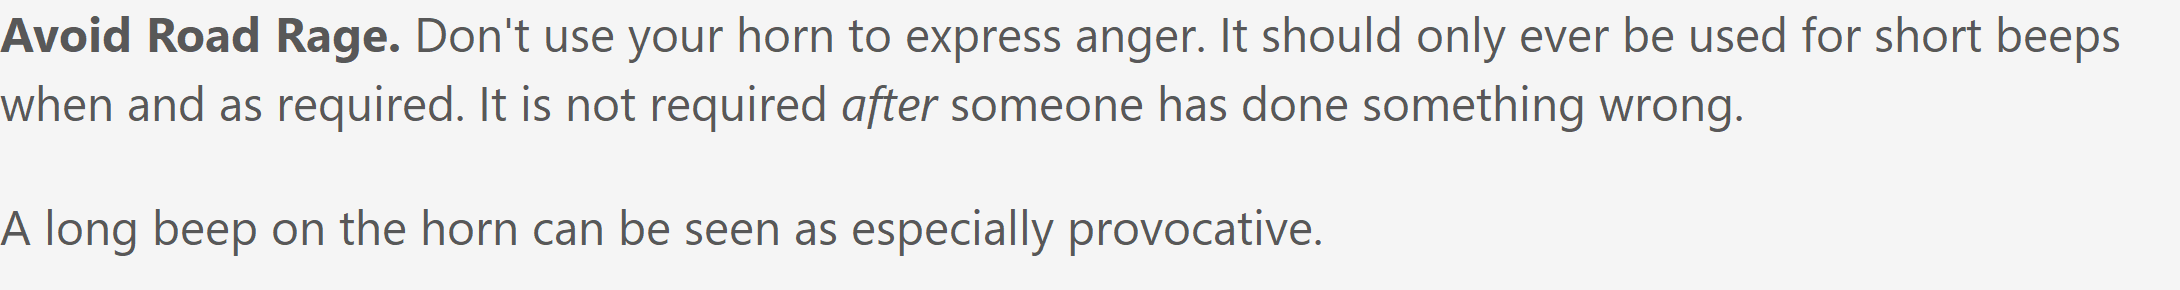 Avoid Road Rage. Don't use your horn to express anger. It should only ever be used for short beeps
when and as required. It is not required after someone has done something wrong.
A long beep on the horn can be seen as especially provocative.